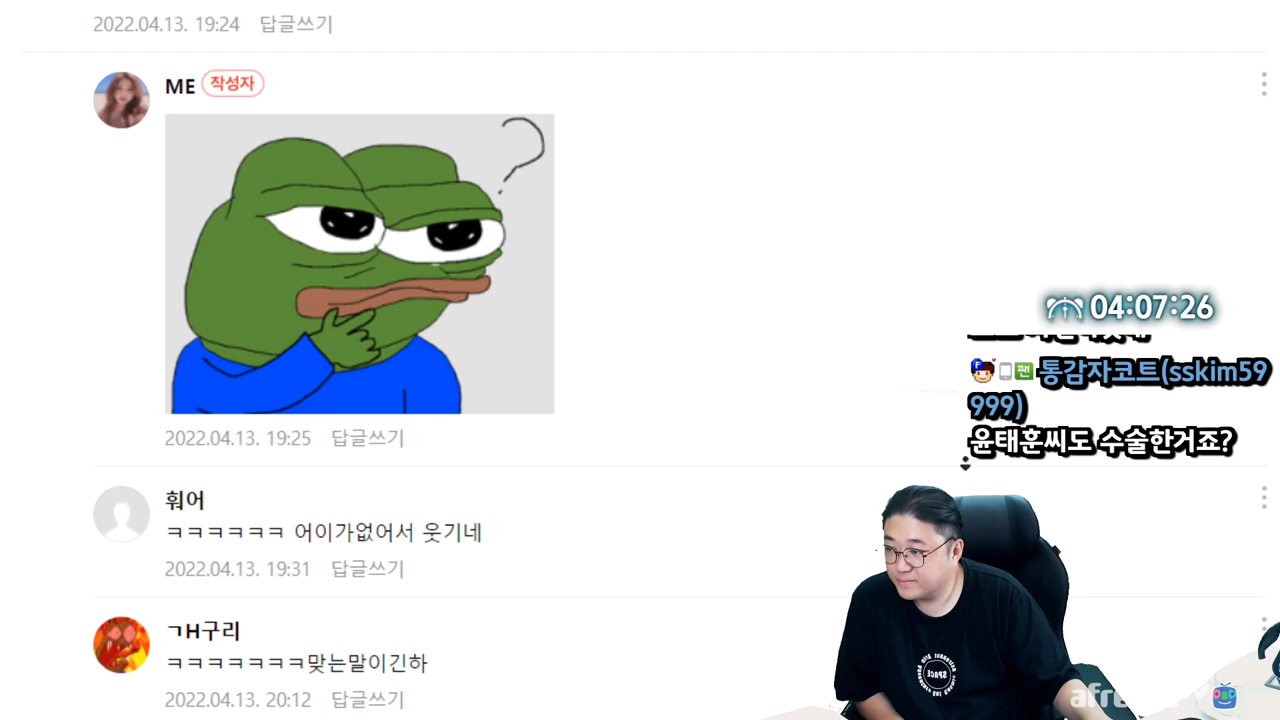 2022.04.13. 19:24 답글쓰기
ME 작성자
?
2022.04.13. 19:25 답글쓰기
훠어
ㅋㅋㅋㅋㅋㅋ 어이가없어서 웃기네
2022.04.13. 19:31 답글쓰기
ㄱH구리
ㅋㅋㅋㅋㅋㅋㅋ맞는말이긴하
2022.04.13. 20:12 답글쓰기
04:07:26
F 팬 통감자코트(sskim59
999)
윤태훈씨도 수술한거죠?
SPACE